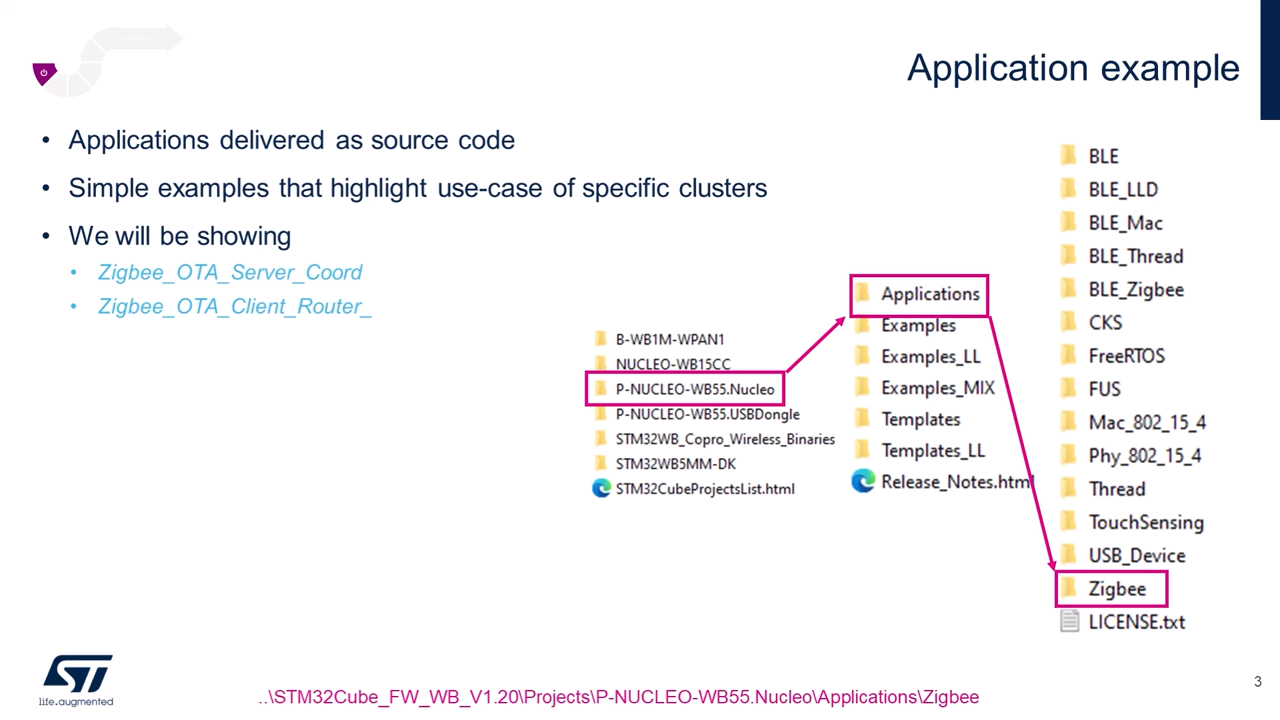 Application example
• Applications delivered as source code
• Simple examples that highlight use-case of specific clusters
• We will be showing
• Zigbee_OTA_Server_Coord
• Zigbee_OTA_Client_Router_
B-WB1M-WPAN1
NUCLEO-WB15CC
P-NUCLEO-WB55.Nucleo
P-NUCLEO-WB55.USBDongle
STM32WB_Copro_Wireless_Binaries
STM32WB5MM-DK
STM32CubeProjectsList.html
Applications
Examples
Examples_LL
Examples_MIX
Templates
Templates_LL
Release_Notes.html
BLE
BLE_LLD
BLE_Mac
BLE_Thread
BLE_Zigbee
CKS
FreeRTOS
FUS
Mac_802_15_4
Phy_802_15_4
Thread
TouchSensing
USB_Device
Zigbee
LICENSE.txt
ST
life.augmented
..\STM32Cube_FW_WB_V1.20\Projects\P-NUCLEO-WB55.Nucleo\Applications\Zigbee
3